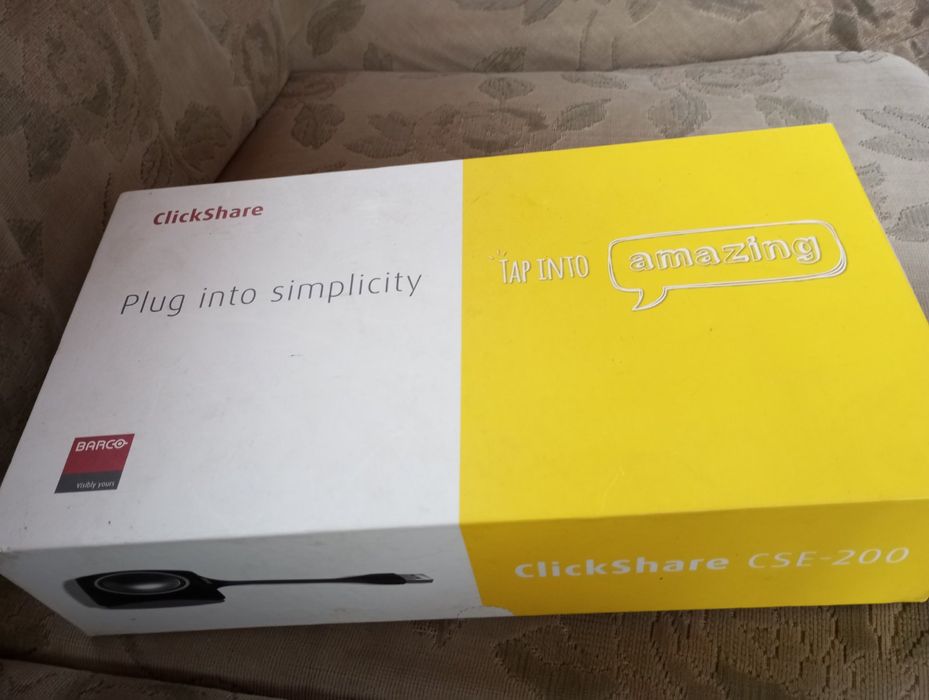 ClickShare
Plug into simplicity
TAP INTO amazing
BARCO
Visibly yours
ClickShare CSE-200